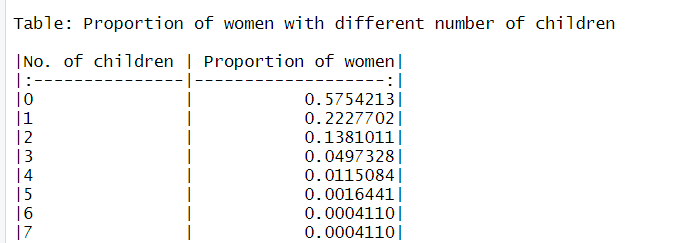 Table: Proportion of women with different number of children
|No. of children | Proportion of women|
|:---------------|-------------------:|
|0               |           0.5754213|
|1               |           0.2227702|
|2               |           0.1381011|
|3               |           0.0497328|
|4               |           0.0115084|
|5               |           0.0016441|
|6               |           0.0004110|
|7               |           0.0004110|